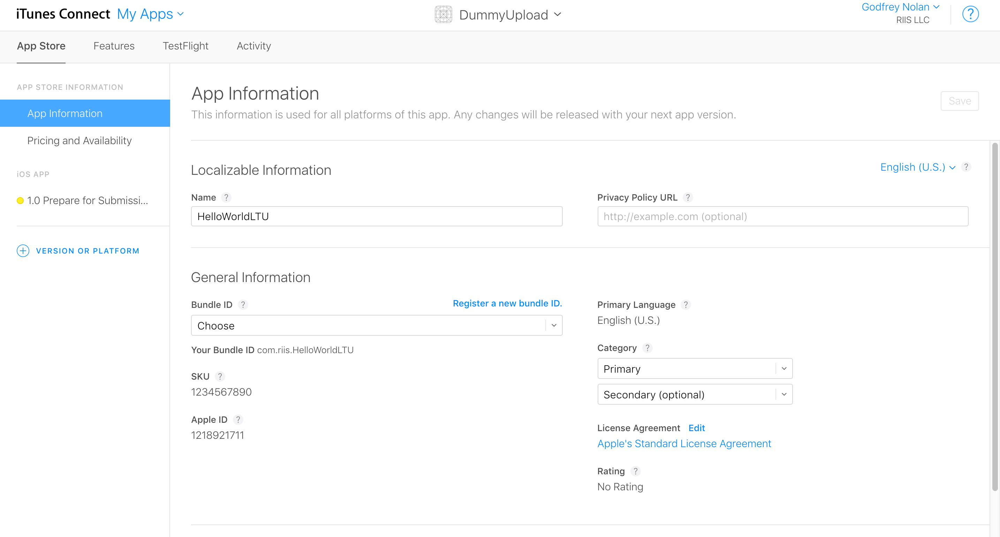 iTunes Connect My Apps
DummyUpload
Godfrey Nolan
RIIS LLC
?
App Store Features TestFlight Activity
APP STORE INFORMATION
App Information
Pricing and Availability
iOS APP
1.0 Prepare for Submissi...
VERSION OR PLATFORM
App Information
This information is used for all platforms of this app. Any changes will be released with your next app version.
Save
Localizable Information
English (U.S.) ?
Name ?
HelloWorldLTU
Privacy Policy URL ?
http://example.com (optional)
General Information
Bundle ID ?
Register a new bundle ID.
Choose
Your Bundle ID com.riis.HelloWorldLTU
SKU ?
1234567890
Apple ID ?
1218921711
Primary Language ?
English (U.S.)
Category ?
Primary
Secondary (optional)
License Agreement Edit
Apple's Standard License Agreement
Rating ?
No Rating